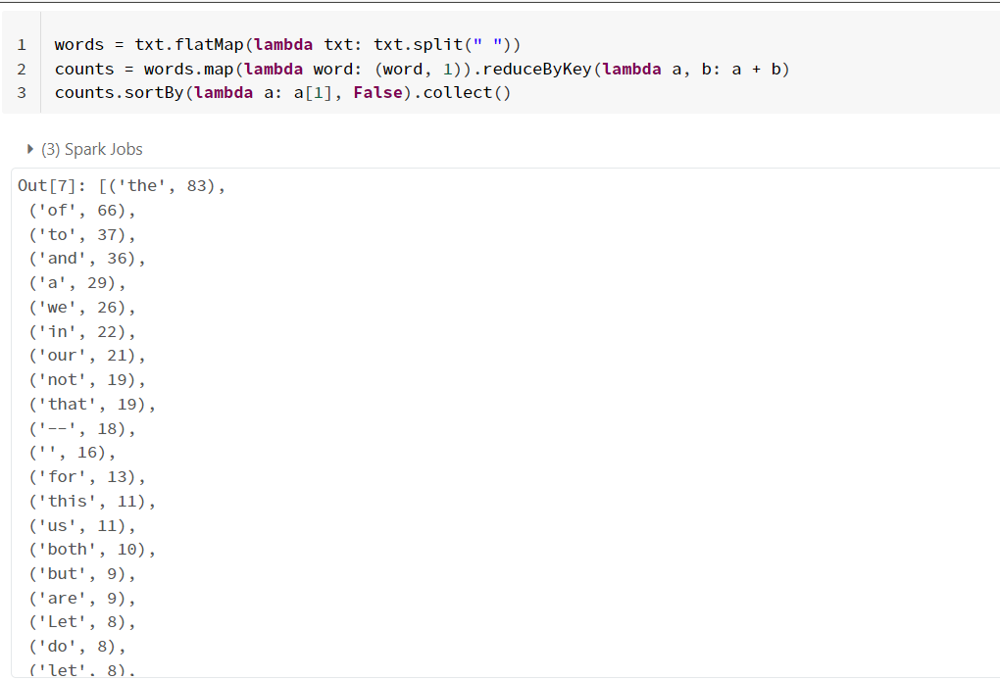 1 words = txt.flatMap(lambda txt: txt.split(" "))
2 counts = words.map(lambda word: (word, 1)).reduceByKey(lambda a, b: a + b)
3 counts.sortBy(lambda a: a[1], False).collect()
(3) Spark Jobs
Out[7]: [('the', 83),
('of', 66),
('to', 37),
('and', 36),
('a', 29),
('we', 26),
('in', 22),
('our', 21),
('not', 19),
('that', 19),
('--', 18),
('', 16),
('for', 13),
('this', 11),
('us', 11),
('both', 10),
('but', 9),
('are', 9),
('Let', 8),
('do', 8),
('let', 8),